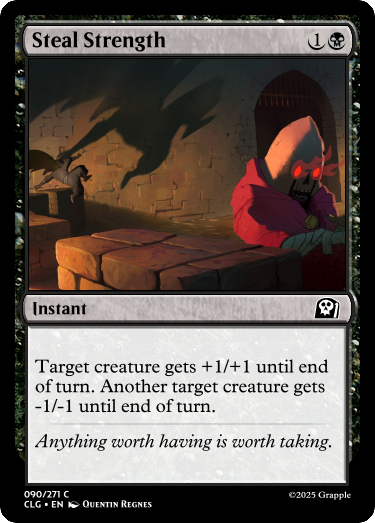 Steal Strength 1
Instant
Target creature gets +1/+1 until end
of turn. Another target creature gets
-1/-1 until end of turn.
Anything worth having is worth taking.
090/271 C
CLG • EN Quentin Regnes
©2025 Grapple